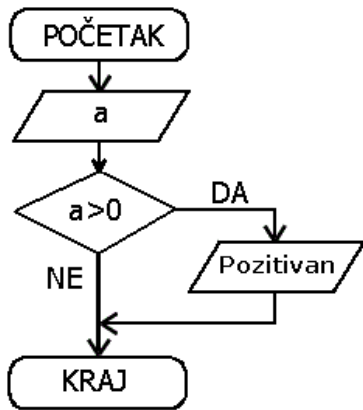 POČETAK
a
a>0
DA
NE
Pozitivan
KRAJ